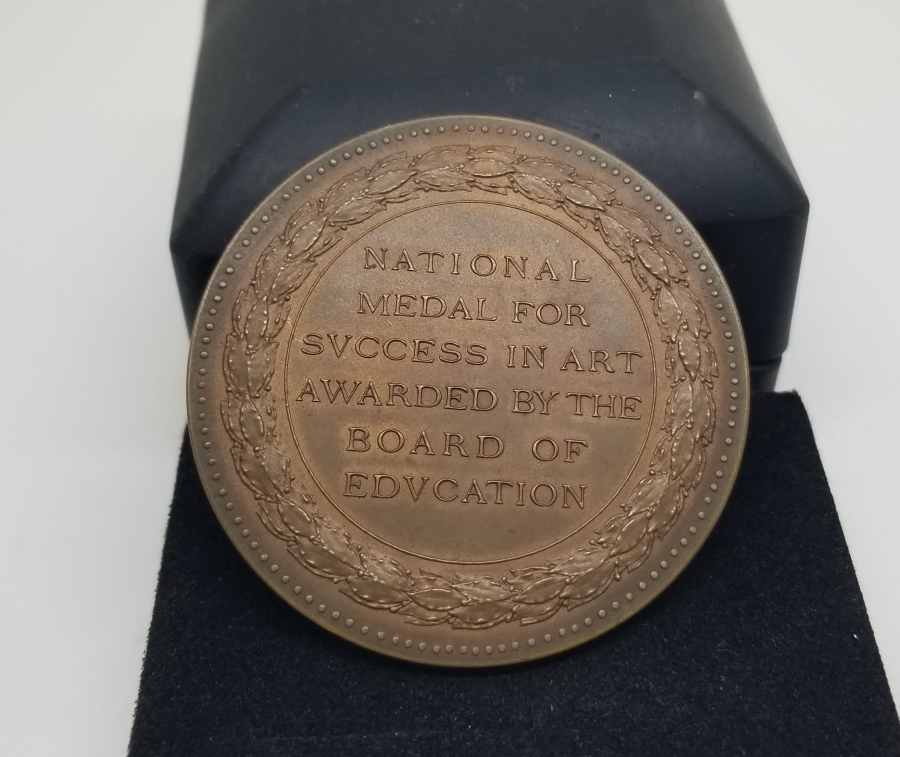 NATIONAL
MEDAL FOR
SVCCESS IN ART
AWARDED BY THE
BOARD OF
EDVCATION